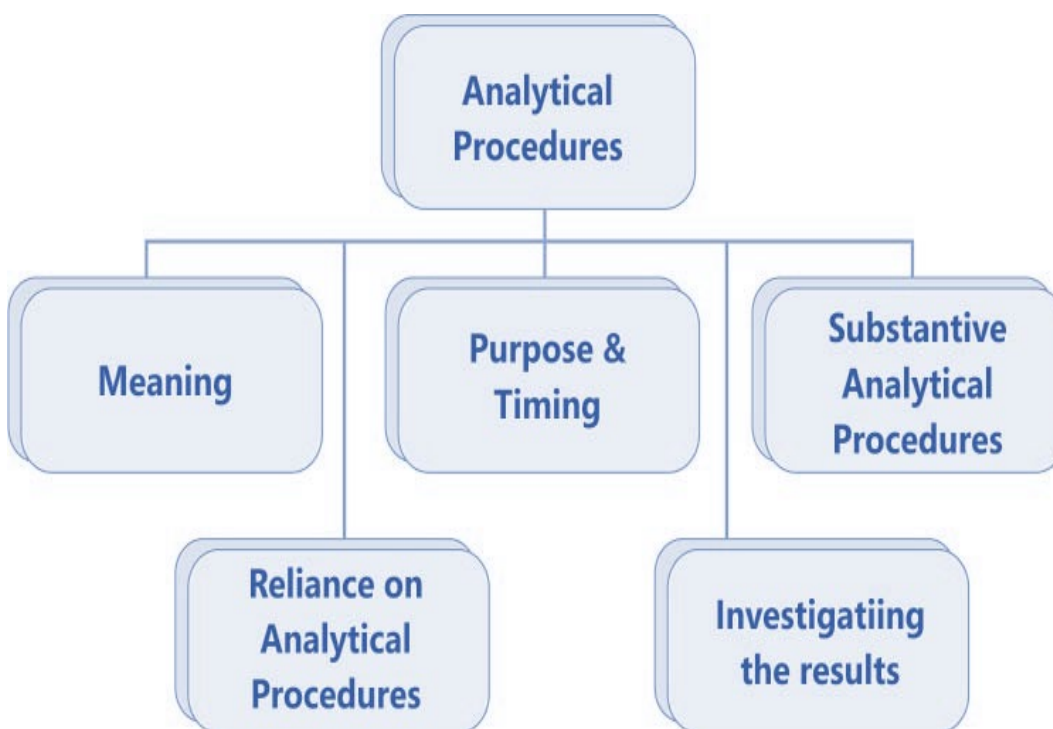 Analytical
Procedures
Meaning
Purpose &
Timing
Substantive
Analytical
Procedures
Reliance on
Analytical
Procedures
Investigatiing
the results